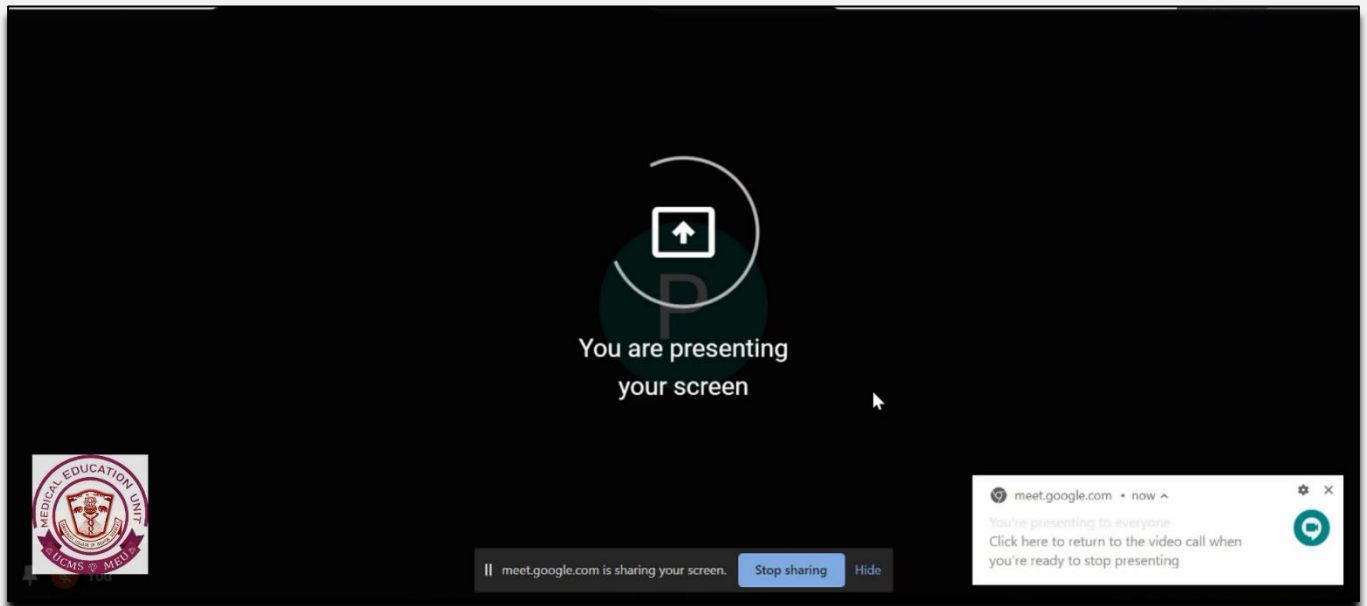 P
You are presenting
your screen
MEDICAL EDUCATION UNIT
UCMS MEU
You
meet.google.com is sharing your screen.
Stop sharing
Hide
meet.google.com • now
You're presenting to everyone
Click here to return to the video call when
you're ready to stop presenting